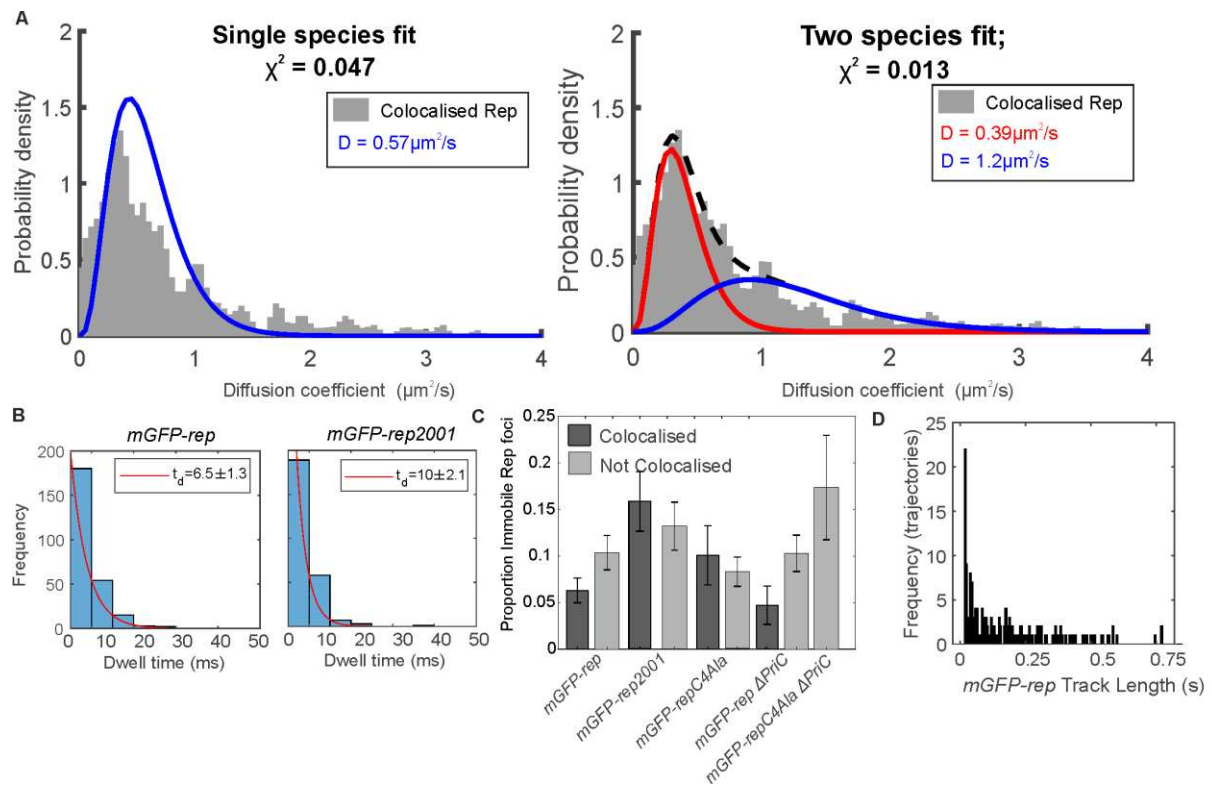 A
Single species fit
χ² = 0.047
Colocalised Rep
D = 0.57µm²/s
Probability density
2
1.5
1
0.5
0
0 1 2 3 4
Diffusion coefficient (µm²/s)
Two species fit;
χ² = 0.013
Colocalised Rep
D = 0.39µm²/s
D = 1.2µm²/s
Probability density
2
1.5
1
0.5
0
0 1 2 3 4
Diffusion coefficient (µm²/s)
B
mGFP-rep
t_d=6.5±1.3
Frequency
200
150
100
50
0
0 10 20 30 40 50
Dwell time (ms)
mGFP-rep2001
t_d=10±2.1
0 10 20 30 40 50
Dwell time (ms)
C
Proportion Immobile Rep foci
0.25
0.2
0.15
0.1
0.05
0
Colocalised
Not Colocalised
mGFP-rep
mGFP-rep2001
mGFP-repC4Ala
mGFP-rep ΔPriC
mGFP-repC4Ala ΔPriC
D
Frequency (trajectories)
25
20
15
10
5
0
0 0.25 0.5 0.75
mGFP-rep Track Length (s)